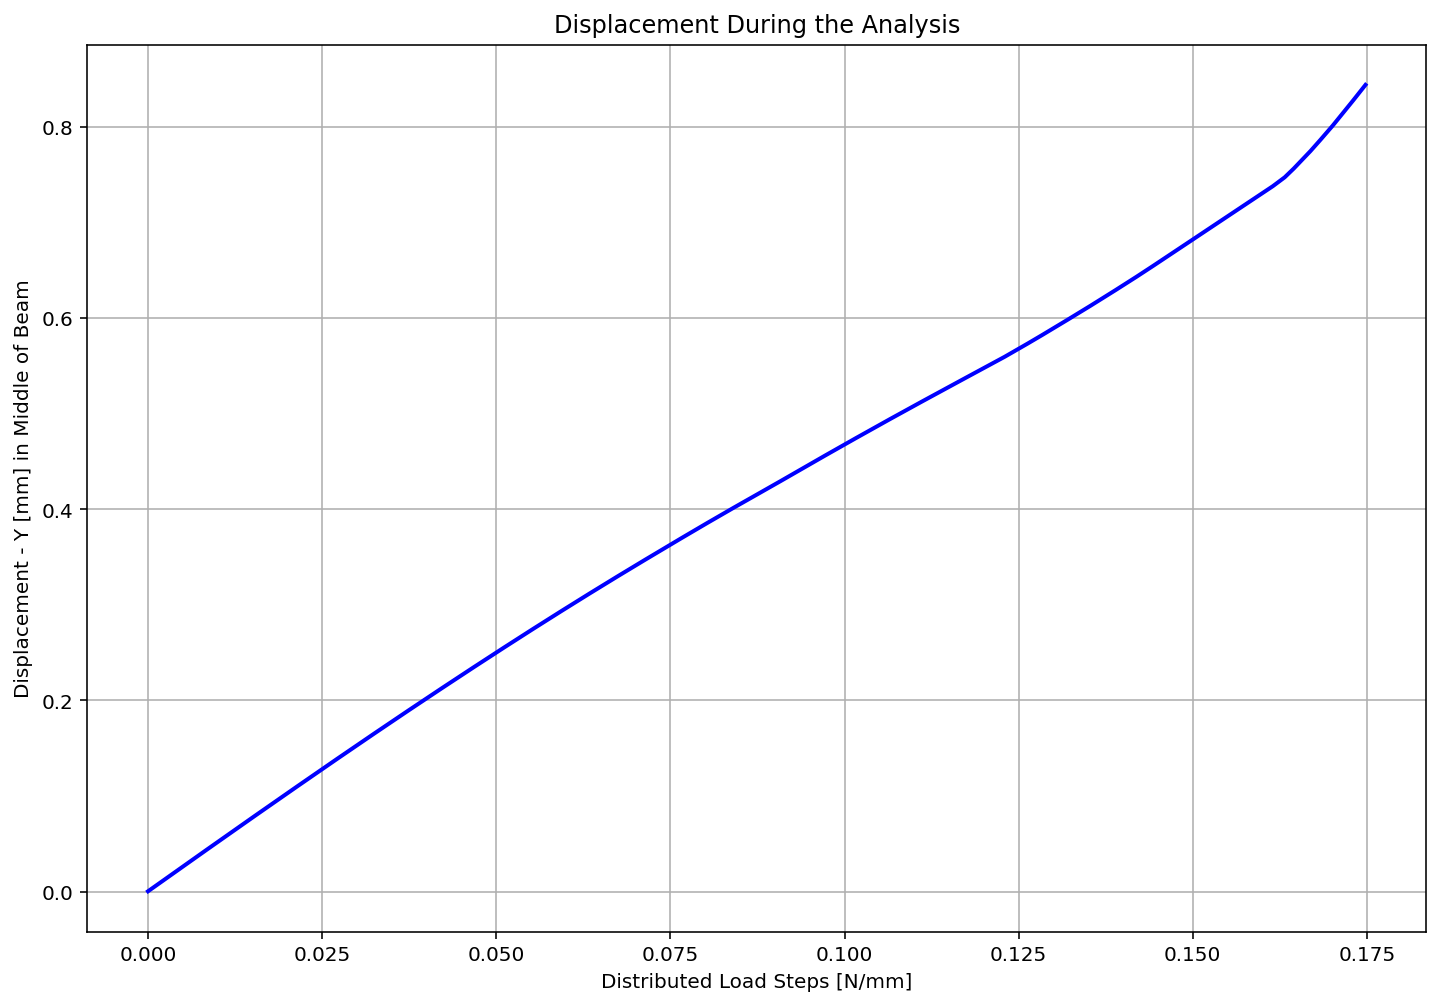 Displacement During the Analysis
Displacement - Y [mm] in Middle of Beam
0.8
0.6
0.4
0.2
0.0
0.000 0.025 0.050 0.075 0.100 0.125 0.150 0.175
Distributed Load Steps [N/mm]